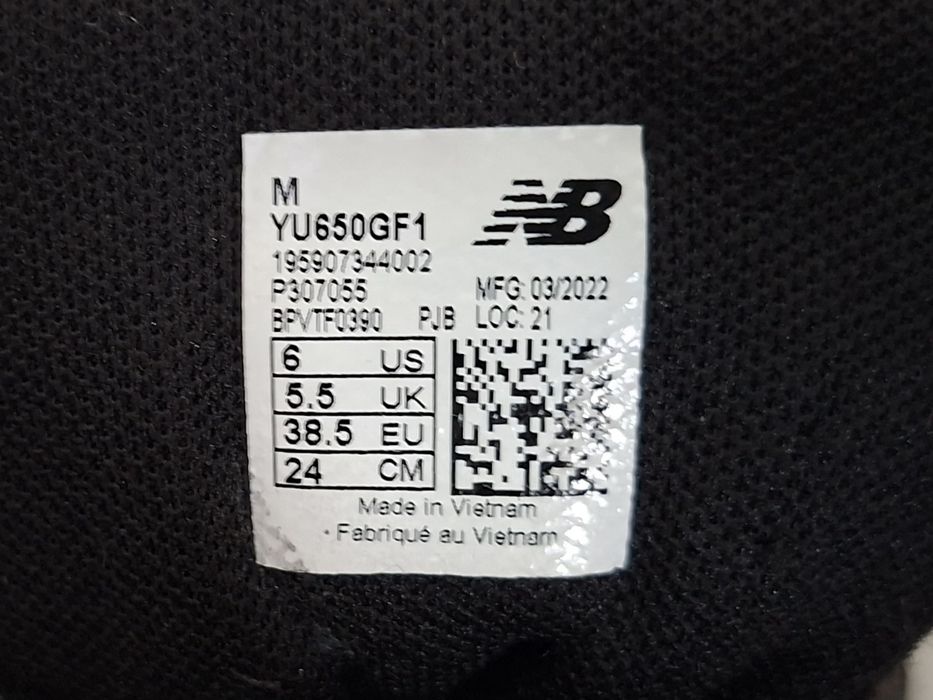 M
NB
YU650GF1
195907344002
P307055 MFG: 03/2022
BPVTF0390 PJB LOC: 21
6 US
5.5 UK
38.5 EU
24 CM
Made in Vietnam
Fabriqué au Vietnam